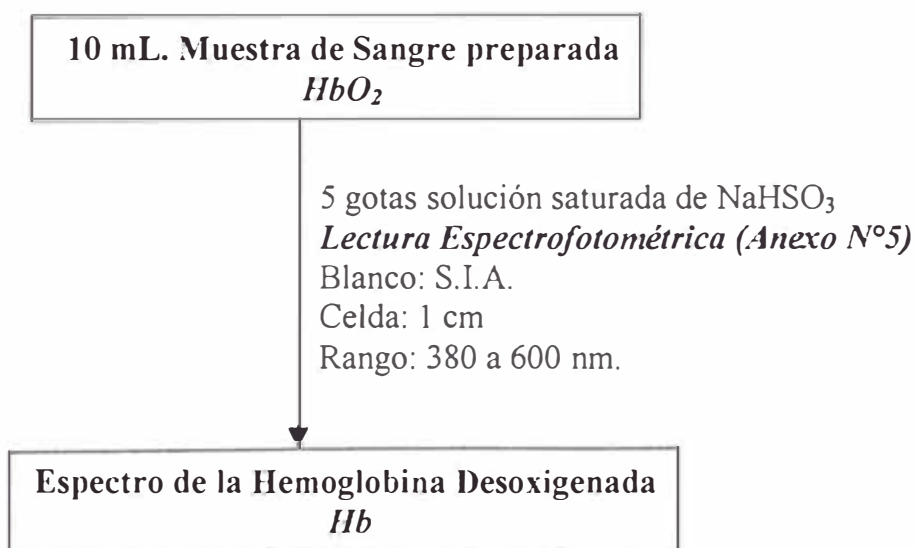 10 mL. Muestra de Sangre preparada
HbO₂
5 gotas solución saturada de NaHSO₃
Lectura Espectrofotométrica (Anexo N°5)
Blanco: S.I.A.
Celda: 1 cm
Rango: 380 a 600 nm.
Espectro de la Hemoglobina Desoxigenada
Hb